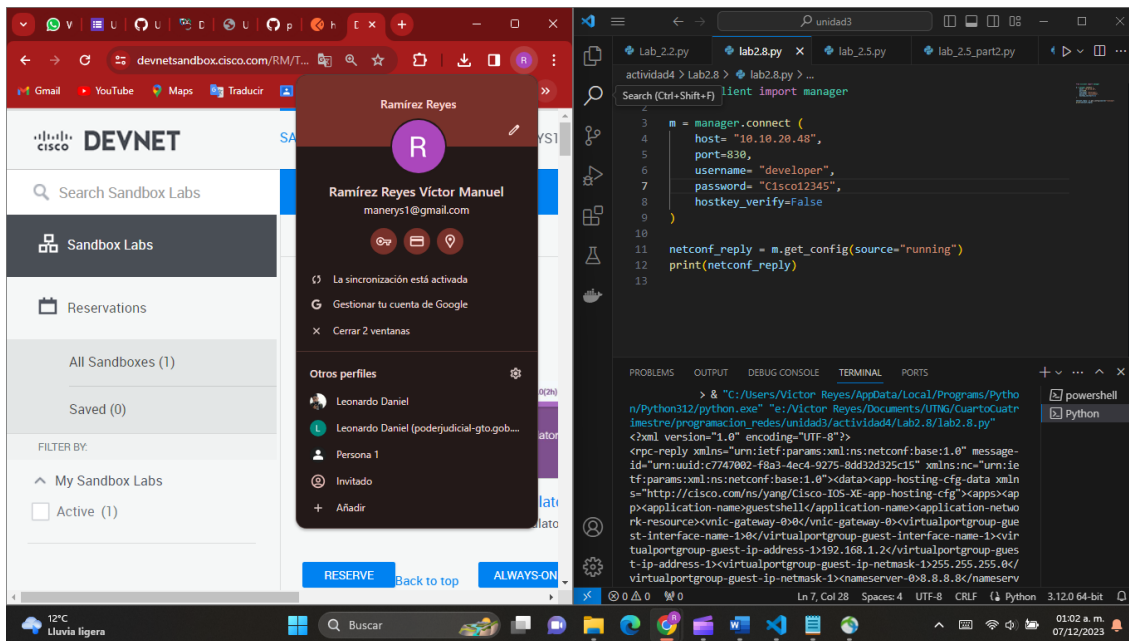 devnetsandbox.cisco.com/RM/T...
Gmail
YouTube
Maps
Traducir
»
CISCO DEVNET
SA
YS1
Search Sandbox Labs
Sandbox Labs
Reservations
All Sandboxes (1)
Saved (0)
FILTER BY:
My Sandbox Labs
Active (1)
RESERVE
Back to top
ALWAYS-ON
Ramírez Reyes
R
Ramírez Reyes Víctor Manuel
manerys1@gmail.com
La sincronización está activada
Gestionar tu cuenta de Google
Cerrar 2 ventanas
Otros perfiles
Leonardo Daniel
L Leonardo Daniel (poderjudicial-gto.gob....
Persona 1
Invitado
Añadir
unidad3
Lab_2.2.py
lab2.8.py
lab_2.5.py
lab_2.5_part2.py
actividad4 > Lab2.8 > lab2.8.py > ...
Search (Ctrl+Shift+F)
lient import manager
2
3 m = manager.connect (
4 host= "10.10.20.48",
5 port=830,
6 username= "developer",
7 password= "C1sco12345",
8 hostkey_verify=False
9 )
10
11 netconf_reply = m.get_config(source="running")
12 print(netconf_reply)
13
PROBLEMS OUTPUT DEBUG CONSOLE TERMINAL PORTS
powershell
Python
> & "C:/Users/Victor Reyes/AppData/Local/Programs/Pytho
n/Python312/python.exe" "e:/Victor Reyes/Documents/UTNG/CuartoCuatr
imestre/programacion_redes/unidad3/actividad4/Lab2.8/lab2.8.py"
<?xml version="1.0" encoding="UTF-8"?>
<rpc-reply xmlns="urn:ietf:params:xml:ns:netconf:base:1.0" message-
id="urn:uuid:c7747002-f8a3-4ec4-9275-8dd32d325c15" xmlns:nc="urn:ie
tf:params:xml:ns:netconf:base:1.0"><data><app-hosting-cfg-data xmln
s="http://cisco.com/ns/yang/Cisco-IOS-XE-app-hosting-cfg"><apps><ap
p><application-name>guestshell</application-name><application-netwo
rk-resource><vnic-gateway-0>0</vnic-gateway-0><virtualportgroup-gue
st-interface-name-1>0</virtualportgroup-guest-interface-name-1><vir
tualportgroup-guest-ip-address-1>192.168.1.2</virtualportgroup-gues
t-ip-address-1><virtualportgroup-guest-ip-netmask-1>255.255.255.0</
virtualportgroup-guest-ip-netmask-1><nameserver-0>8.8.8.8</nameserv
0 0 0
Ln 7, Col 28 Spaces: 4 UTF-8 CRLF Python 3.12.0 64-bit
12°C
Lluvia ligera
Buscar
01:02 a. m.
07/12/2023